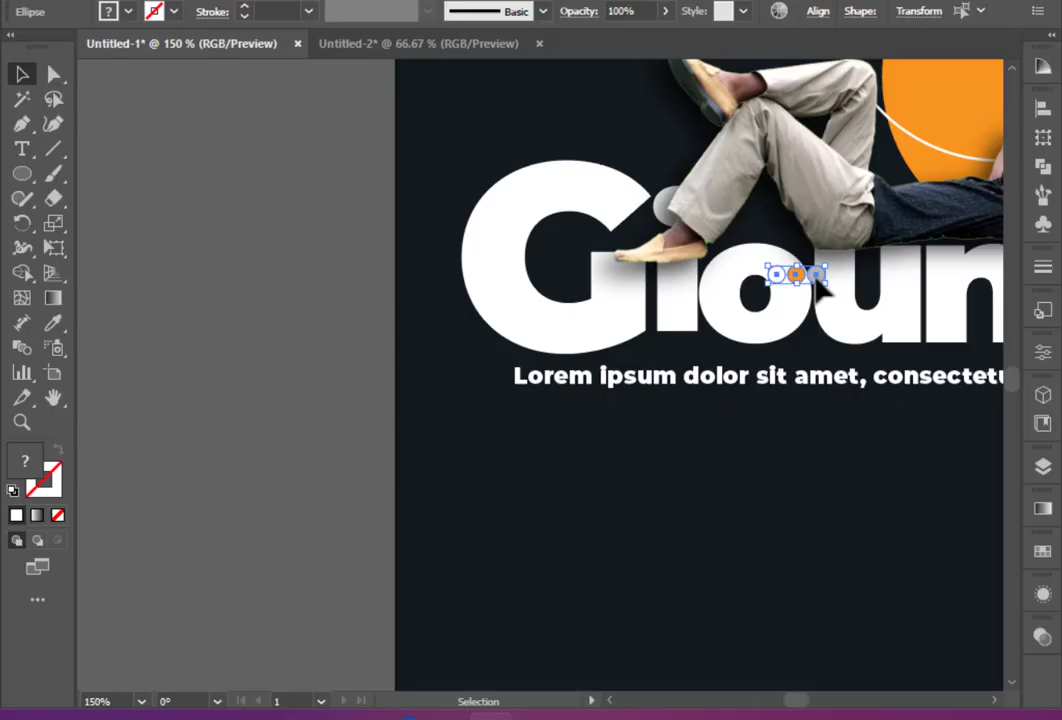 Ellipse
?
Stroke:
Basic
Opacity:
100%
Style:
Align
Shape:
Transform
Untitled-1* @ 150 % (RGB/Preview)
Untitled-2* @ 66.67 % (RGB/Preview)
Gioun
Lorem ipsum dolor sit amet, consectetu
?
150%
0°
1
Selection